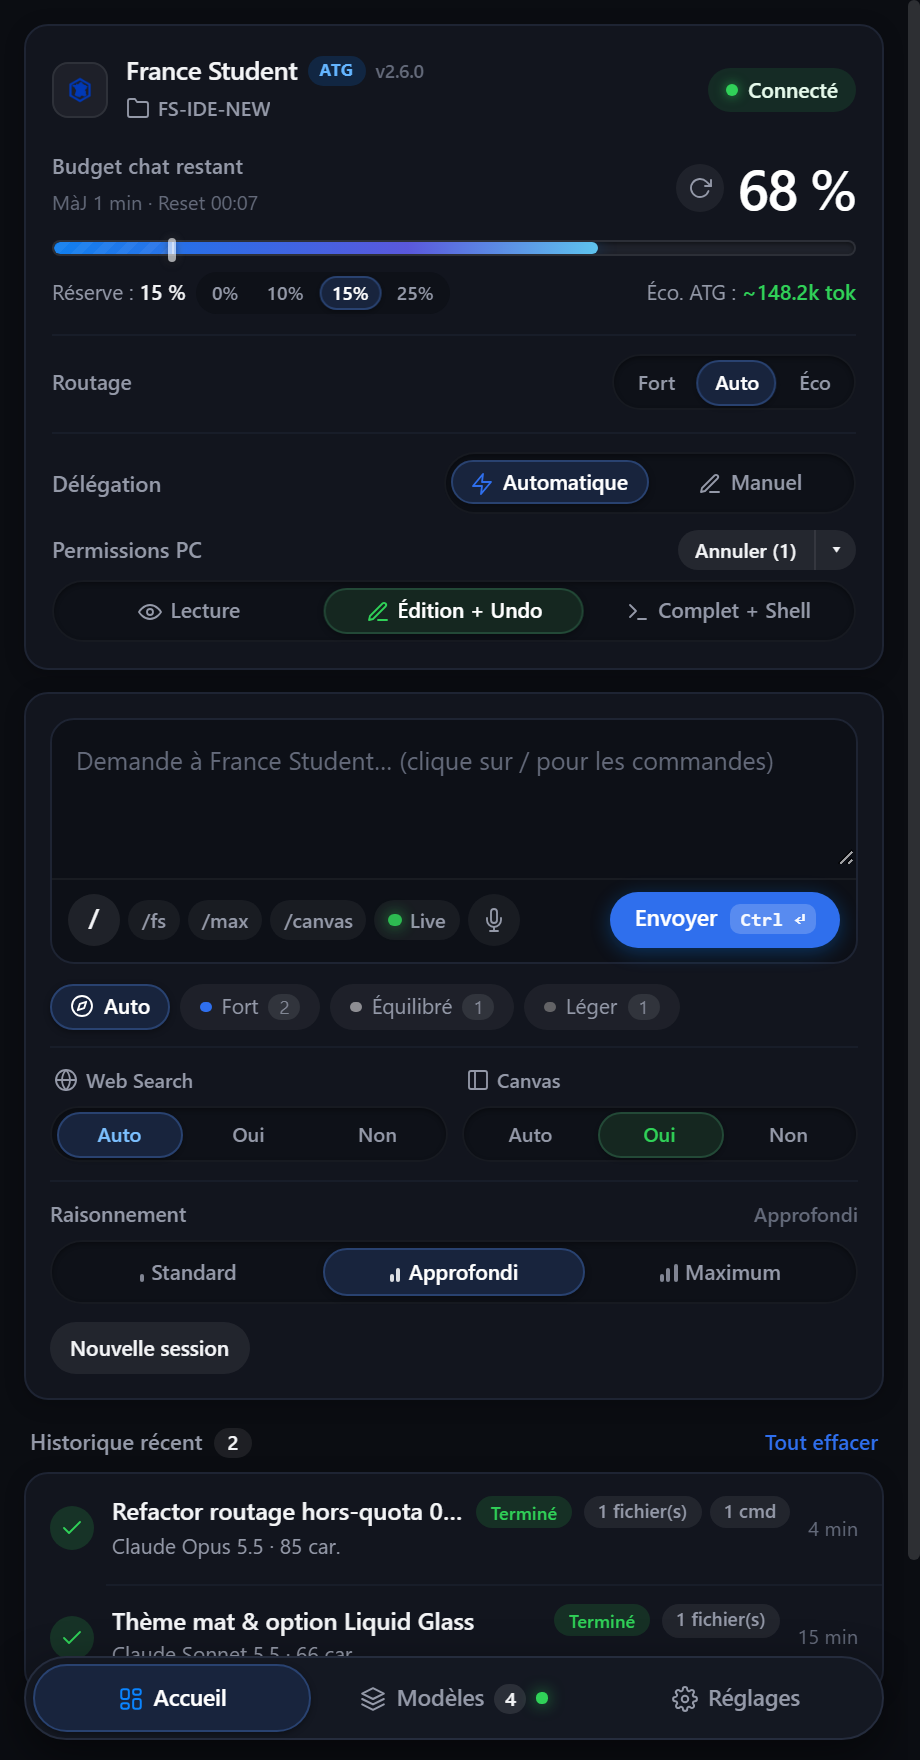 France Student ATG v2.6.0
FS-IDE-NEW
Connecté
Budget chat restant
MàJ 1 min · Reset 00:07
68 %
Réserve : 15 % 0% 10% 15% 25% Éco. ATG : ~148.2k tok
Routage Fort Auto Éco
Délégation Automatique Manuel
Permissions PC Annuler (1)
Lecture Édition + Undo Complet + Shell
Demande à France Student... (clique sur / pour les commandes)
/ /fs /max /canvas Live Envoyer Ctrl ⏎
Auto Fort 2 Équilibré 1 Léger 1
Web Search Canvas
Auto Oui Non Auto Oui Non
Raisonnement Approfondi
Standard Approfondi Maximum
Nouvelle session
Historique récent 2 Tout effacer
Refactor routage hors-quota 0... Terminé 1 fichier(s) 1 cmd 4 min
Claude Opus 5.5 · 85 car.
Thème mat & option Liquid Glass Terminé 1 fichier(s) 15 min
Claude Sonnet 5.5 · 66 car.
Accueil Modèles 4 Réglages